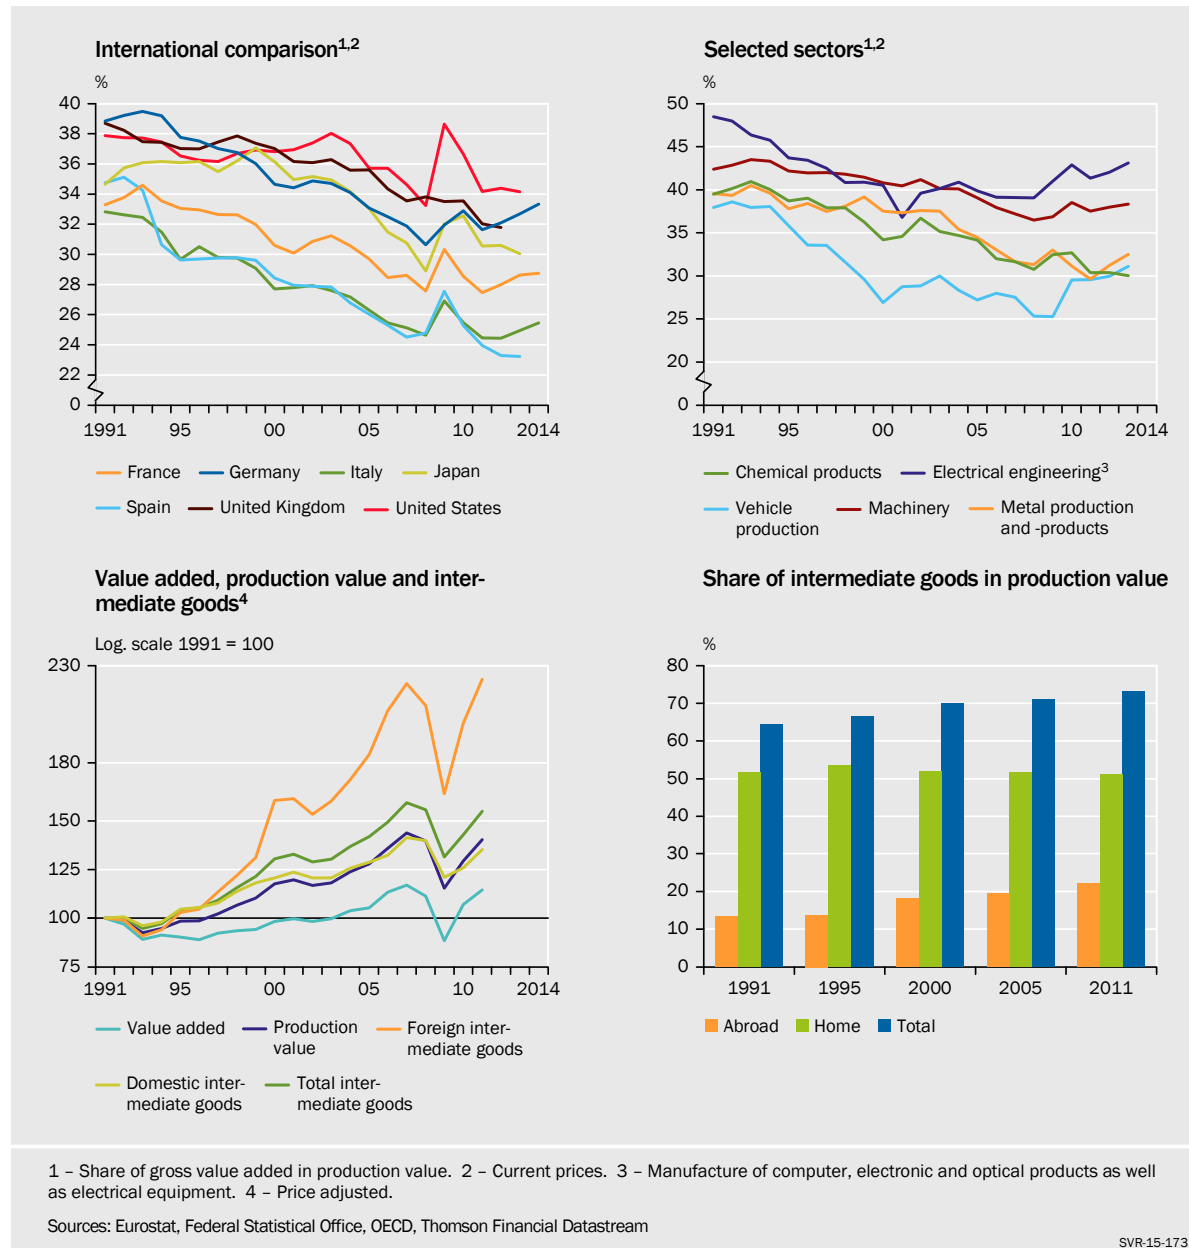 International comparison1,2
%
40
38
36
34
32
30
28
26
24
22
0
1991 95 00 05 10 2014
France Germany Italy Japan
Spain United Kingdom United States
Selected sectors1,2
%
50
45
40
35
30
25
20
0
1991 95 00 05 10 2014
Chemical products Electrical engineering3
Vehicle production Machinery Metal production and -products
Value added, production value and inter-
mediate goods4
Log. scale 1991 = 100
230
180
150
125
100
75
1991 95 00 05 10 2014
Value added Production value Foreign inter-mediate goods
Domestic inter-mediate goods Total inter-mediate goods
Share of intermediate goods in production value
%
80
70
60
50
40
30
20
10
0
1991 1995 2000 2005 2011
Abroad Home Total
1 – Share of gross value added in production value. 2 – Current prices. 3 – Manufacture of computer, electronic and optical products as well
as electrical equipment. 4 – Price adjusted.
Sources: Eurostat, Federal Statistical Office, OECD, Thomson Financial Datastream
SVR-15-173